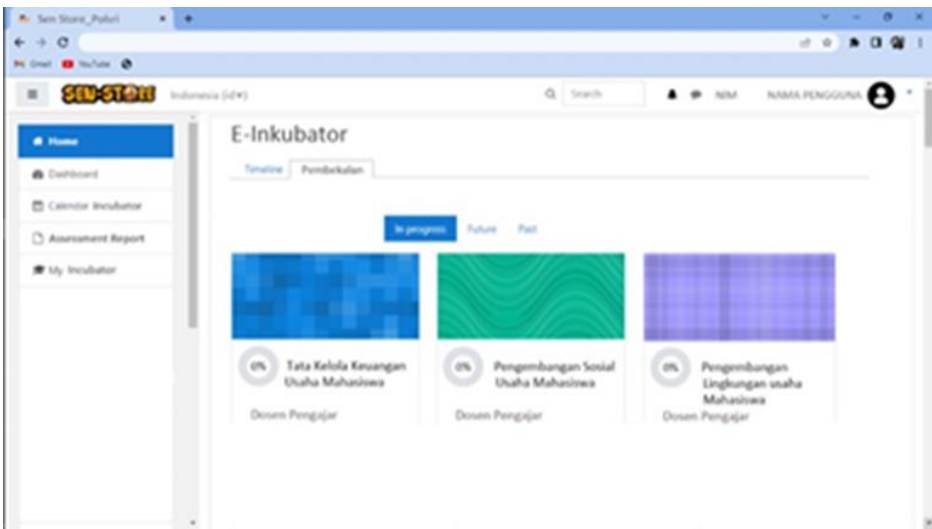 Sen Store_Polsri
Gmail YouTube
SEN-STORE Indonesia (id) Search NIM NAMA PENGGUNA
Home
Dashboard
Calendar Incubator
Assessment Report
My Incubator
E-Inkubator
Timeline Pembekalan
In progress Future Past
0% Tata Kelola Keuangan
Usaha Mahasiswa
Dosen Pengajar
0% Pengembangan Sosial
Usaha Mahasiswa
Dosen Pengajar
0% Pengembangan
Lingkungan usaha
Mahasiswa
Dosen Pengajar